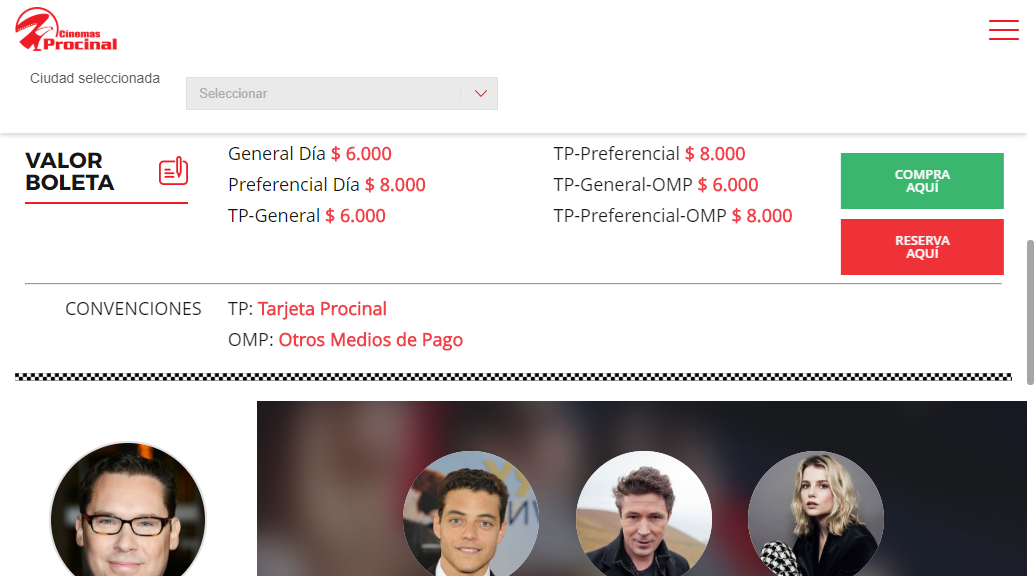 Cinemas
Procinal
Ciudad seleccionada
Seleccionar
VALOR
BOLETA
General Día $ 6.000
Preferencial Día $ 8.000
TP-General $ 6.000
TP-Preferencial $ 8.000
TP-General-OMP $ 6.000
TP-Preferencial-OMP $ 8.000
COMPRA
AQUÍ
RESERVA
AQUÍ
CONVENCIONES
TP: Tarjeta Procinal
OMP: Otros Medios de Pago